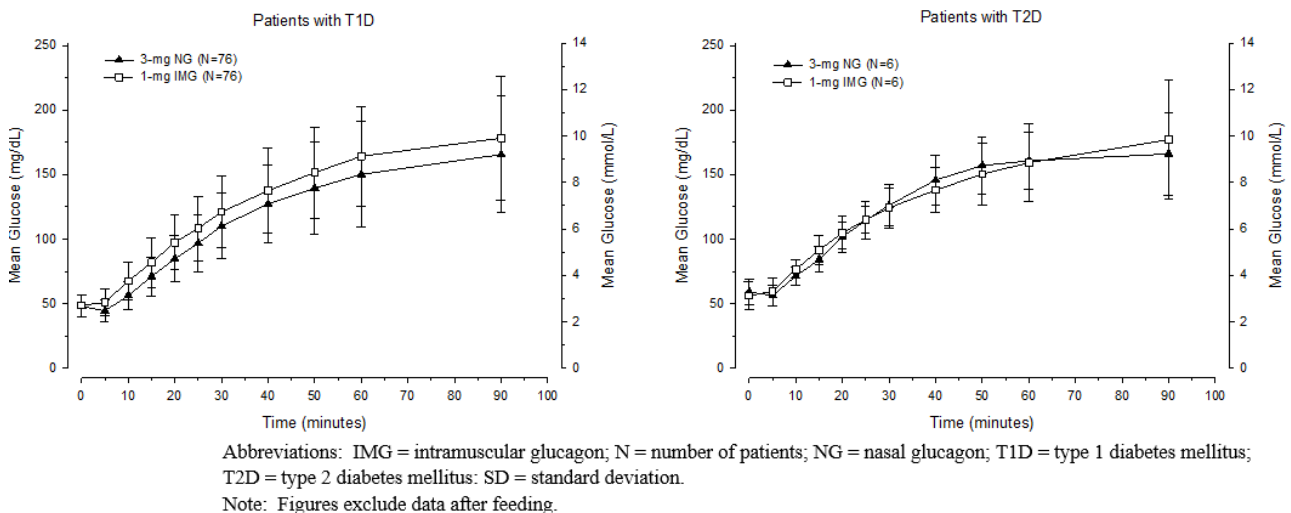 Patients with T1D
250
200
150
100
50
0
Mean Glucose (mg/dL)
3-mg NG (N=76)
1-mg IMG (N=76)
14
12
10
8
6
4
2
0
Mean Glucose (mmol/L)
0 10 20 30 40 50 60 70 80 90 100
Time (minutes)
Patients with T2D
250
200
150
100
50
0
Mean Glucose (mg/dL)
3-mg NG (N=6)
1-mg IMG (N=6)
14
12
10
8
6
4
2
0
Mean Glucose (mmol/L)
0 10 20 30 40 50 60 70 80 90 100
Time (minutes)
Abbreviations: IMG = intramuscular glucagon; N = number of patients; NG = nasal glucagon; T1D = type 1 diabetes mellitus;
T2D = type 2 diabetes mellitus: SD = standard deviation.
Note: Figures exclude data after feeding.